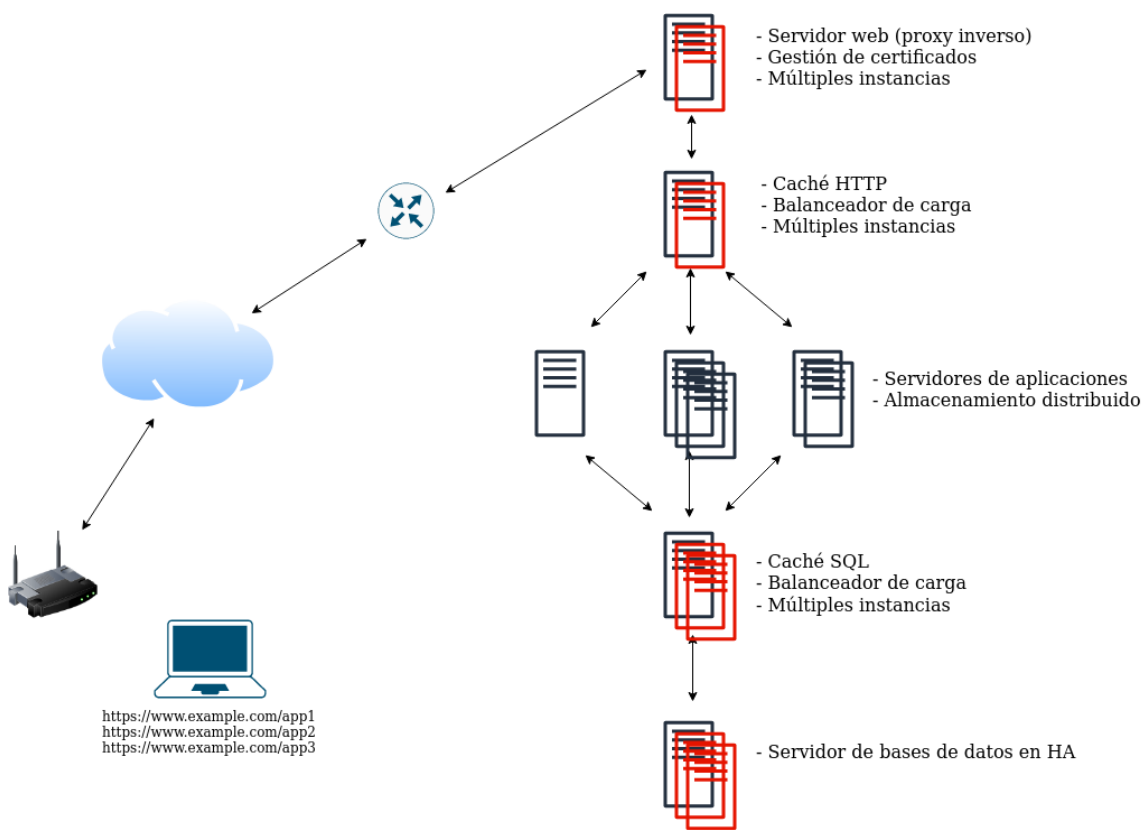 - Servidor web (proxy inverso)
- Gestión de certificados
- Múltiples instancias
- Caché HTTP
- Balanceador de carga
- Múltiples instancias
- Servidores de aplicaciones
- Almacenamiento distribuido
- Caché SQL
- Balanceador de carga
- Múltiples instancias
https://www.example.com/app1
https://www.example.com/app2
https://www.example.com/app3
- Servidor de bases de datos en HA